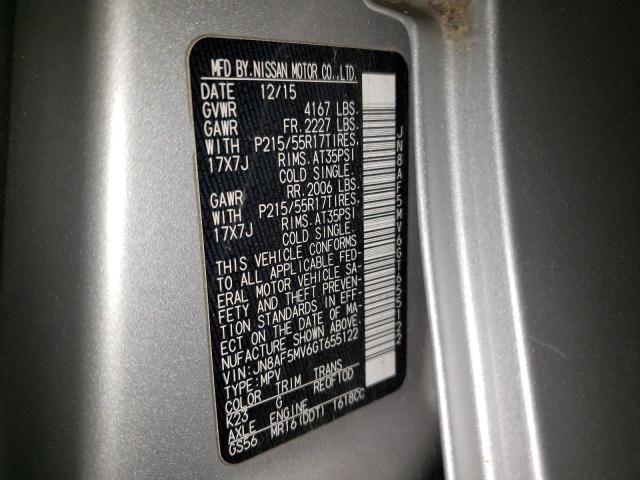 MFD BY.NISSAN MOTOR CO.,LTD.
DATE 12/15
GVWR 4167 LBS.
GAWR FR.2227 LBS.
WITH P215/55R17TIRES,
17X7J RIMS.AT35PSI
COLD SINGLE.
GAWR RR.2006 LBS.
WITH P215/55R17TIRES,
17X7J RIMS.AT35PSI
COLD SINGLE.
THIS VEHICLE CONFORMS
TO ALL APPLICABLE FED-
ERAL MOTOR VEHICLE SA-
FETY AND THEFT PREVEN-
TION STANDARDS IN EFF-
ECT ON THE DATE OF MA-
NUFACTURE SHOWN ABOVE.
VIN:JN8AF5MV6GT655122
TYPE:MPV
COLOR TRIM TRANS
K23 G RE0F10D
AXLE ENGINE
GS56 MR16(DDT) 1618CC
JN8AF5MV6GT655122